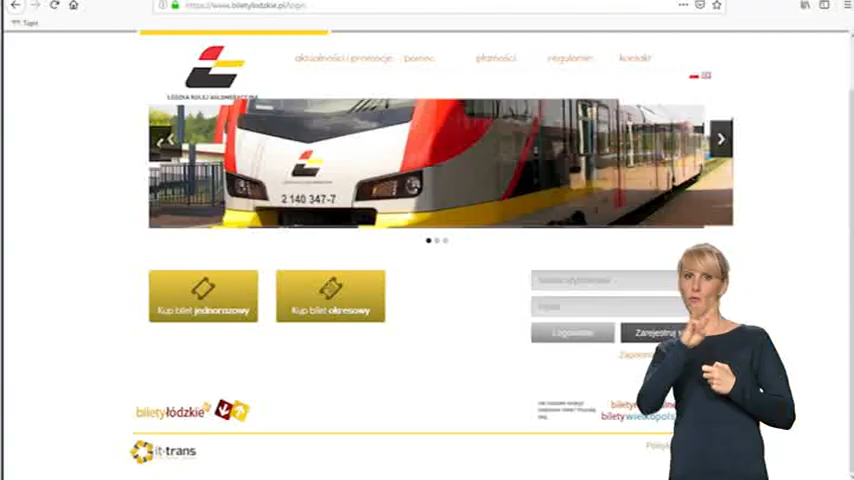 https://www.biletylodzkie.pl/login
aktualności i promocje
pomoc
płatności
regulamin
kontakt
ŁÓDZKA KOLEJ AGLOMERACYJNA
2 140 347-7
Kup bilet jednorazowy
Kup bilet okresowy
Logowanie
Zarejestruj
biletyłódzkie
it-trans